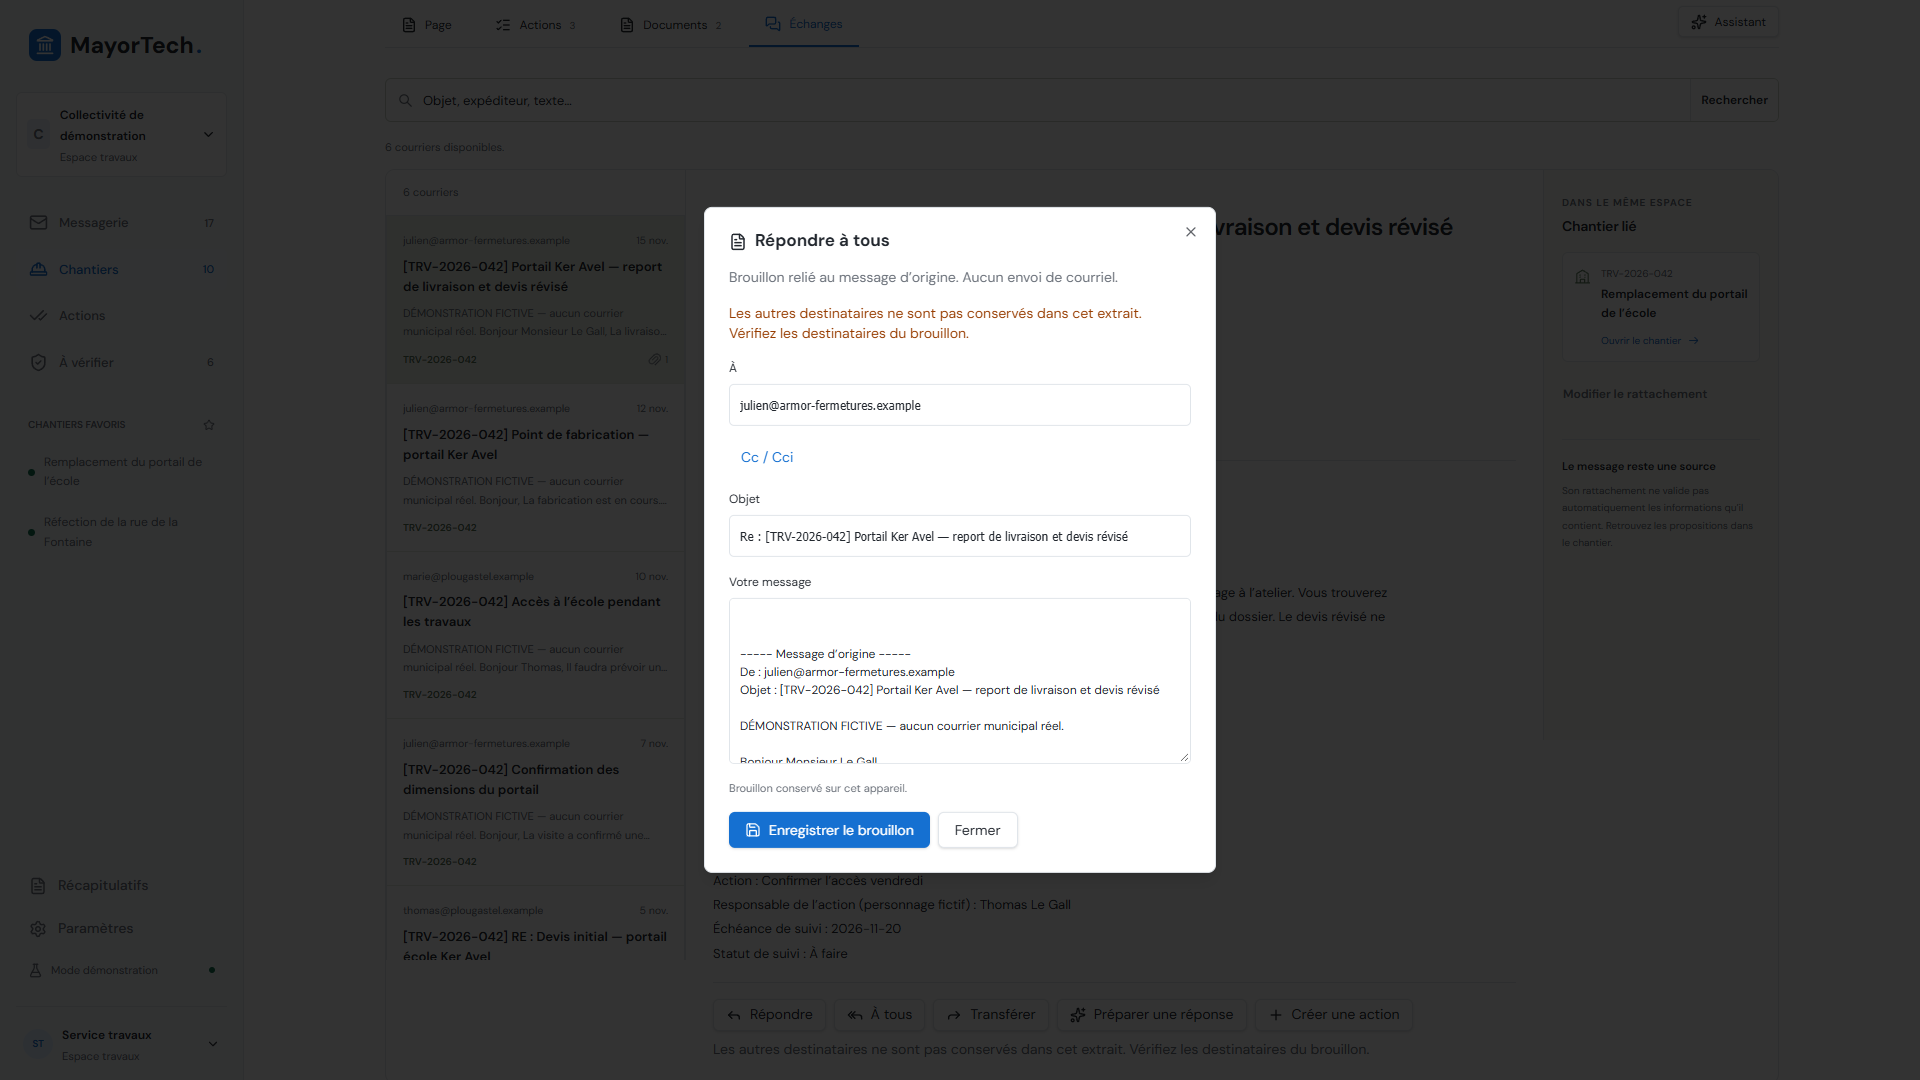 MayorTech.
Collectivité de
démonstration
Espace travaux
C
Messagerie 17
Chantiers 10
Actions
À vérifier 6
CHANTIERS FAVORIS
Remplacement du portail de
l'école
Réfection de la rue de la
Fontaine
Récapitulatifs
Paramètres
Mode démonstration
ST
Service travaux
Espace travaux
Page
Actions 3
Documents 2
Échanges
Assistant
Objet, expéditeur, texte...
Rechercher
6 courriers disponibles.
6 courriers
julien@armor-fermetures.example 15 nov.
[TRV-2026-042] Portail Ker Avel — report
de livraison et devis révisé
DÉMONSTRATION FICTIVE — aucun courrier
municipal réel. Bonjour Monsieur Le Gall, La livraiso...
TRV-2026-042 1
julien@armor-fermetures.example 12 nov.
[TRV-2026-042] Point de fabrication —
portail Ker Avel
DÉMONSTRATION FICTIVE — aucun courrier
municipal réel. Bonjour, La fabrication est en cours...
TRV-2026-042
marie@plougastel.example 10 nov.
[TRV-2026-042] Accès à l'école pendant
les travaux
DÉMONSTRATION FICTIVE — aucun courrier
municipal réel. Bonjour Thomas, Il faudra prévoir un...
TRV-2026-042
julien@armor-fermetures.example 7 nov.
[TRV-2026-042] Confirmation des
dimensions du portail
DÉMONSTRATION FICTIVE — aucun courrier
municipal réel. Bonjour, La visite a confirmé une...
TRV-2026-042
thomas@plougastel.example 5 nov.
[TRV-2026-042] RE : Devis initial — portail
école Ker Avel
vraison et devis révisé
age à l'atelier. Vous trouverez
du dossier. Le devis révisé ne
Répondre à tous
Brouillon relié au message d'origine. Aucun envoi de courriel.
Les autres destinataires ne sont pas conservés dans cet extrait.
Vérifiez les destinataires du brouillon.
À
julien@armor-fermetures.example
Cc / Cci
Objet
Re : [TRV-2026-042] Portail Ker Avel — report de livraison et devis révisé
Votre message
----- Message d'origine -----
De : julien@armor-fermetures.example
Objet : [TRV-2026-042] Portail Ker Avel — report de livraison et devis révisé
DÉMONSTRATION FICTIVE — aucun courrier municipal réel.
Bonjour Monsieur Le Gall
Brouillon conservé sur cet appareil.
Enregistrer le brouillon
Fermer
Action : Confirmer l'accès vendredi
Responsable de l'action (personnage fictif) : Thomas Le Gall
Échéance de suivi : 2026-11-20
Statut de suivi : À faire
Répondre
À tous
Transférer
Préparer une réponse
Créer une action
Les autres destinataires ne sont pas conservés dans cet extrait. Vérifiez les destinataires du brouillon.
DANS LE MÊME ESPACE
Chantier lié
TRV-2026-042
Remplacement du portail
de l'école
Ouvrir le chantier →
Modifier le rattachement
Le message reste une source
Son rattachement ne valide pas
automatiquement les informations qu'il
contient. Retrouvez les propositions dans
le chantier.